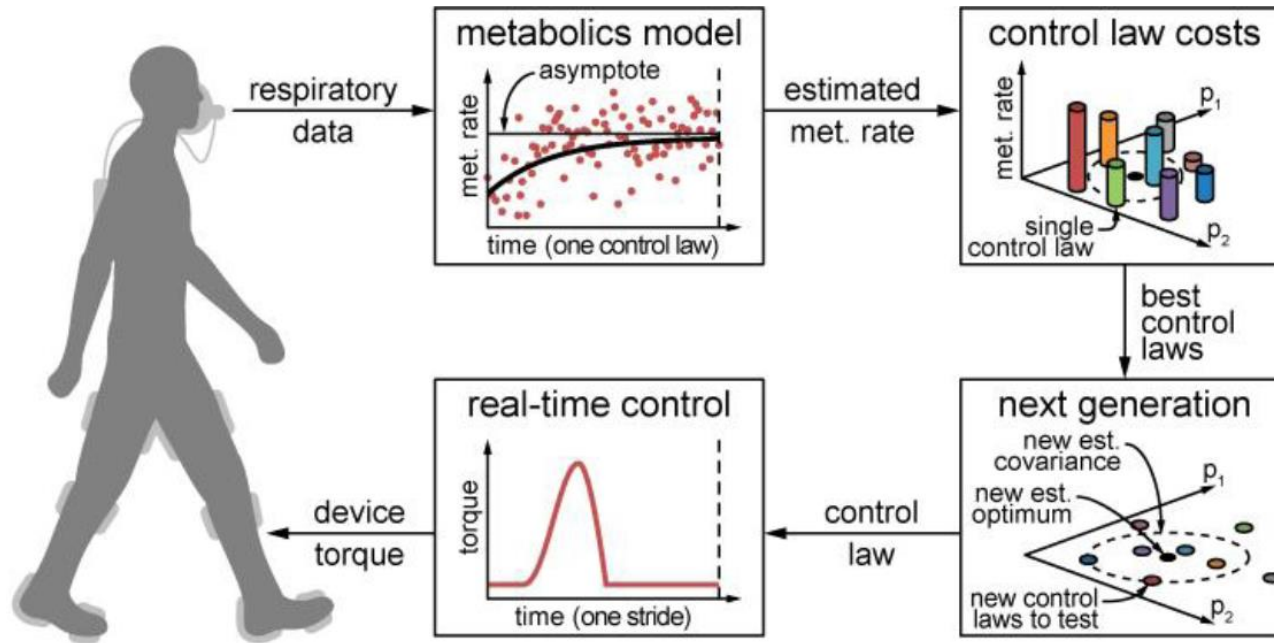 metabolics model
asymptote
met. rate
time (one control law)
respiratory
data
estimated
met. rate
control law costs
met. rate
p1
p2
single
control law
best
control
laws
next generation
new est.
covariance
new est.
optimum
p1
p2
new control
laws to test
control
law
real-time control
torque
time (one stride)
device
torque